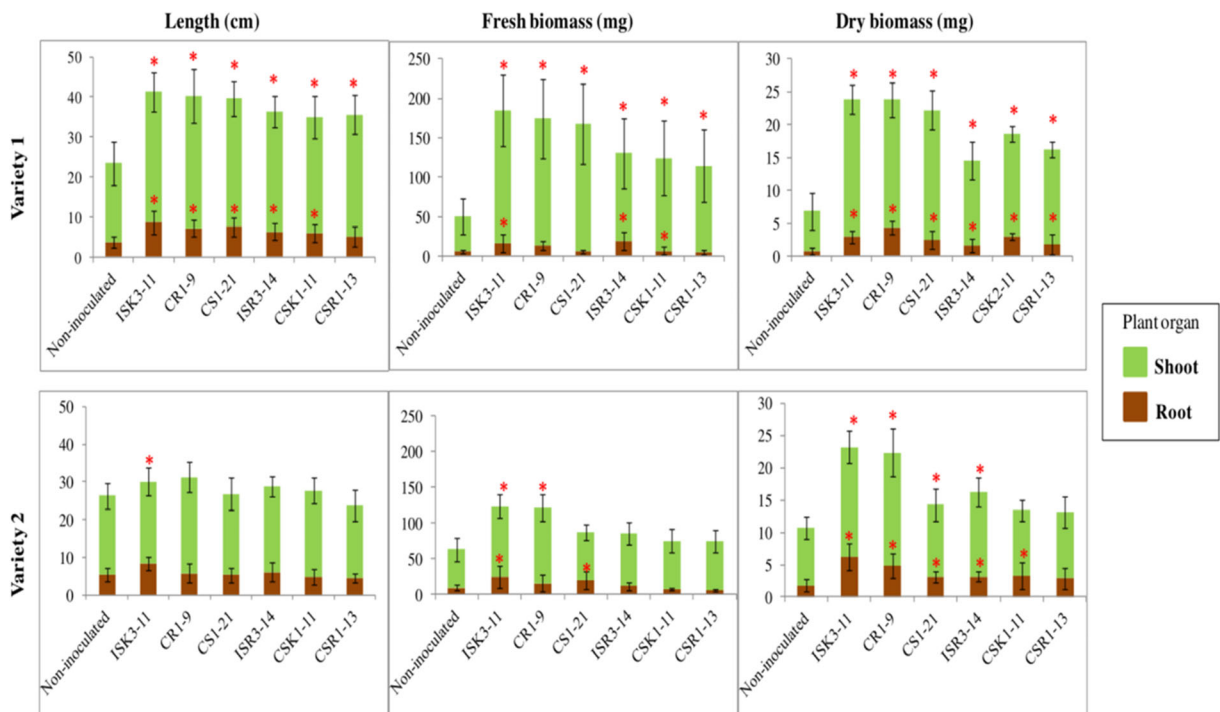 Length (cm)
Fresh biomass (mg)
Dry biomass (mg)
Variety 1
50
40
30
20
10
0
Non-inoculated
ISK3-11
CR1-9
CS1-21
ISR3-14
CSK1-11
CSR1-13
250
200
150
100
50
0
Non-inoculated
ISK3-11
CR1-9
CS1-21
ISR3-14
CSK1-11
CSR1-13
30
25
20
15
10
5
0
Non-inoculated
ISK3-11
CR1-9
CS1-21
ISR3-14
CSK2-11
CSR1-13
Variety 2
50
40
30
20
10
0
Non-inoculated
ISK3-11
CR1-9
CS1-21
ISR3-14
CSK1-11
CSR1-13
250
200
150
100
50
0
Non-inoculated
ISK3-11
CR1-9
CS1-21
ISR3-14
CSK1-11
CSR1-13
30
25
20
15
10
5
0
Non-inoculated
ISK3-11
CR1-9
CS1-21
ISR3-14
CSK1-11
CSR1-13
Plant organ
Shoot
Root